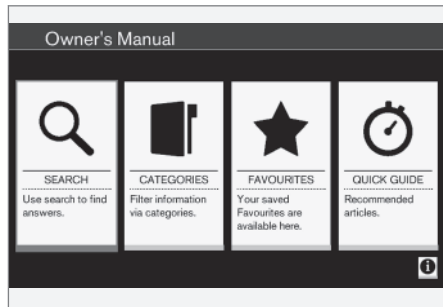 Owner's Manual
SEARCH
Use search to find
answers.
CATEGORIES
Filter information
via categories.
FAVOURITES
Your saved
Favourites are
available here.
QUICK GUIDE
Recommended
articles.